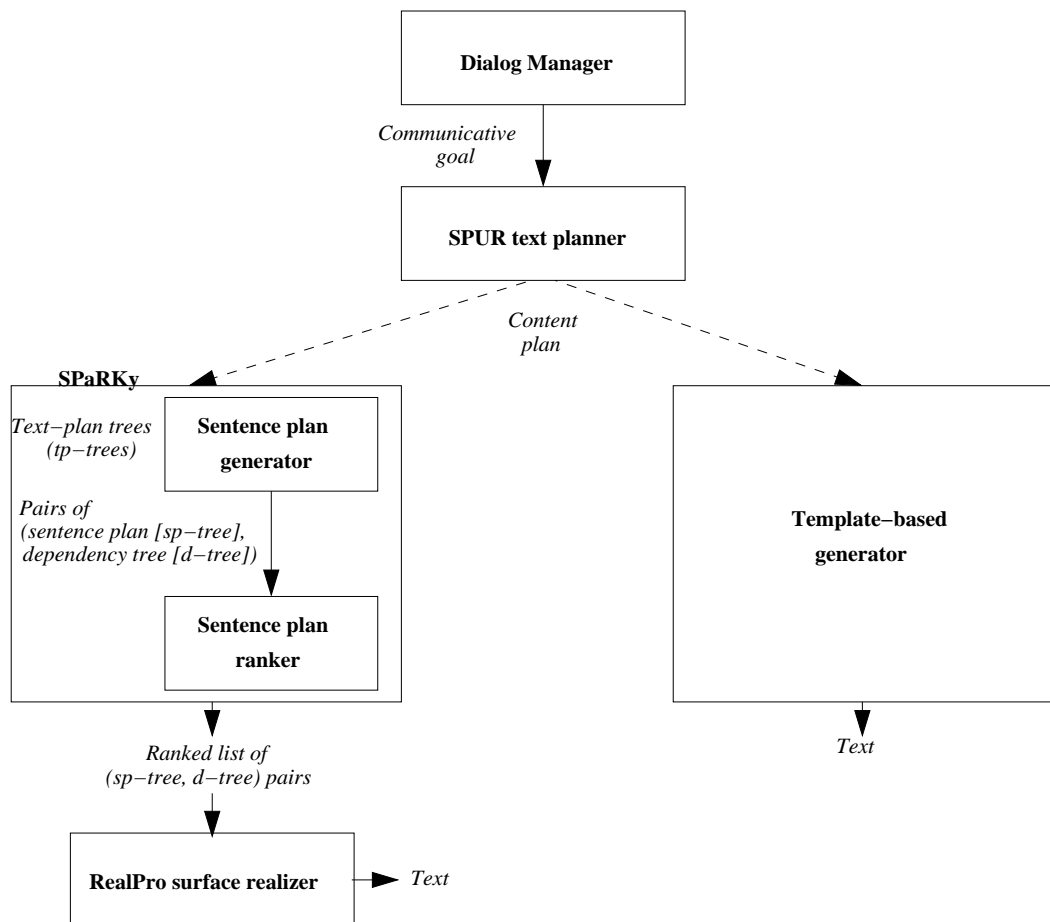 Dialog Manager
Communicative
goal
SPUR text planner
Content
plan
SPaRKy
Text−plan trees
(tp−trees)
Sentence plan
generator
Pairs of
(sentence plan [sp−tree],
dependency tree [d−tree])
Sentence plan
ranker
Template−based
generator
Ranked list of
(sp−tree, d−tree) pairs
Text
RealPro surface realizer
Text